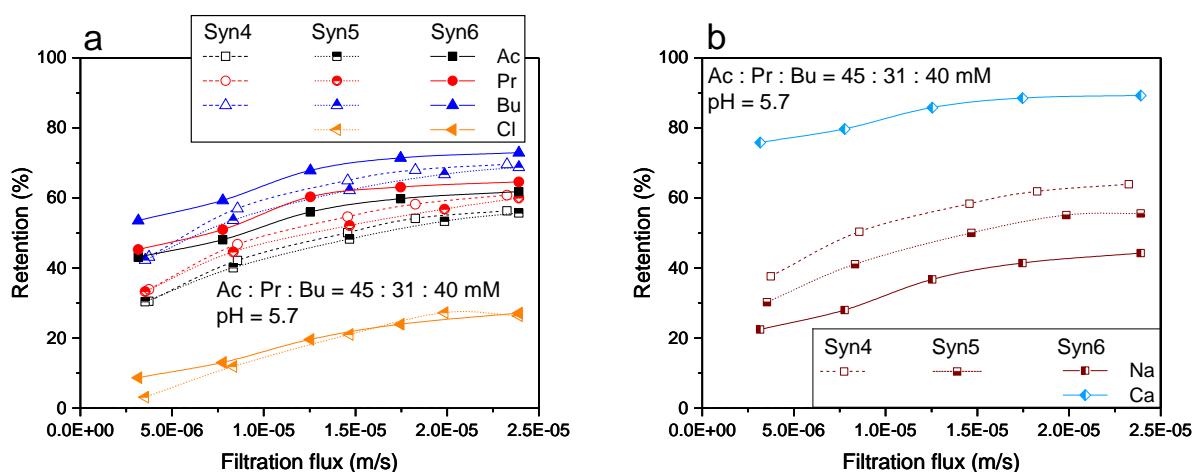 a
Syn4 Syn5 Syn6
Ac
Pr
Bu
Cl
100
80
60
40
20
0
Retention (%)
Ac : Pr : Bu = 45 : 31 : 40 mM
pH = 5.7
0.0E+00 5.0E-06 1.0E-05 1.5E-05 2.0E-05 2.5E-05
Filtration flux (m/s)
b
Ac : Pr : Bu = 45 : 31 : 40 mM
pH = 5.7
100
80
60
40
20
0
Retention (%)
Syn4 Syn5 Syn6
Na
Ca
0.0E+00 5.0E-06 1.0E-05 1.5E-05 2.0E-05 2.5E-05
Filtration flux (m/s)